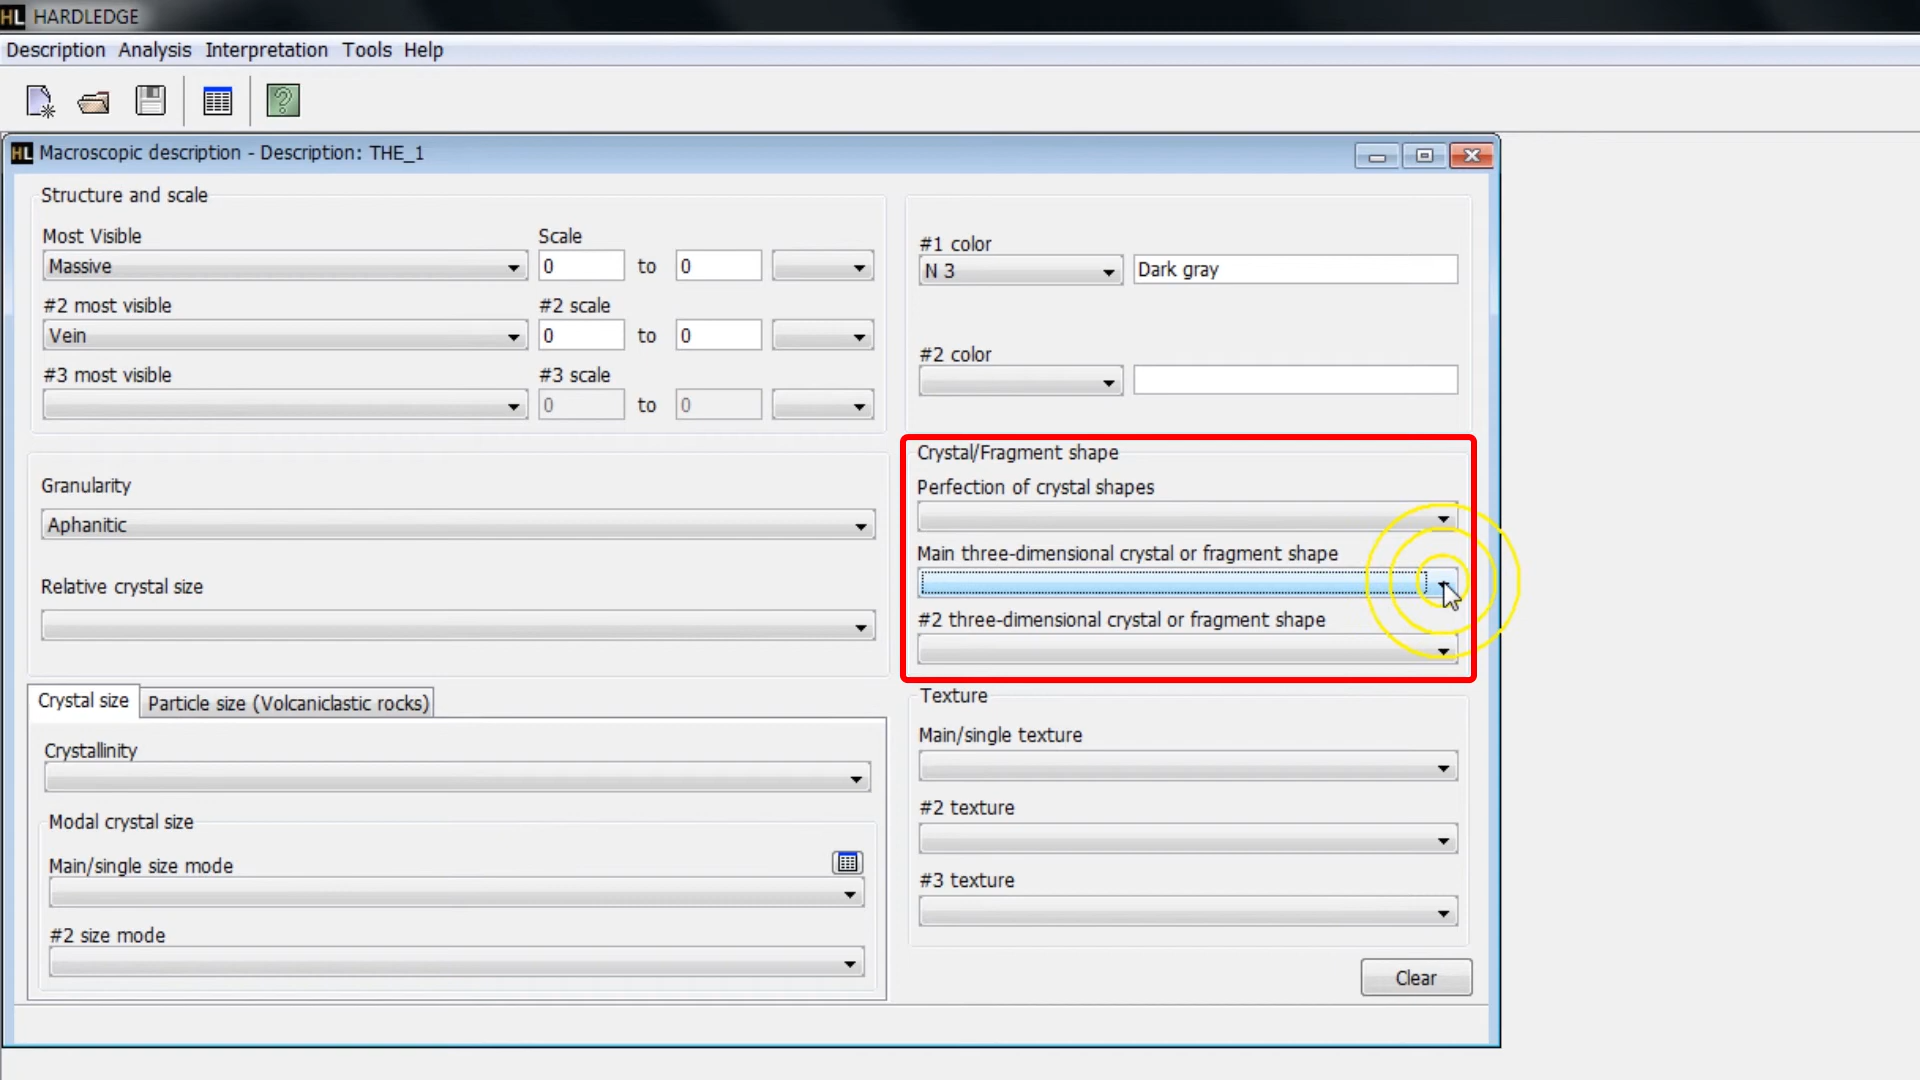 HL HARDLEDGE
Description Analysis Interpretation Tools Help
HL Macroscopic description - Description: THE_1
Structure and scale
Most Visible Scale
Massive 0 to 0
#2 most visible #2 scale
Vein 0 to 0
#3 most visible #3 scale
0 to 0
#1 color
N 3 Dark gray
#2 color
Granularity
Aphanitic
Relative crystal size
Crystal/Fragment shape
Perfection of crystal shapes
Main three-dimensional crystal or fragment shape
#2 three-dimensional crystal or fragment shape
Crystal size Particle size (Volcaniclastic rocks)
Crystallinity
Modal crystal size
Main/single size mode
#2 size mode
Texture
Main/single texture
#2 texture
#3 texture
Clear